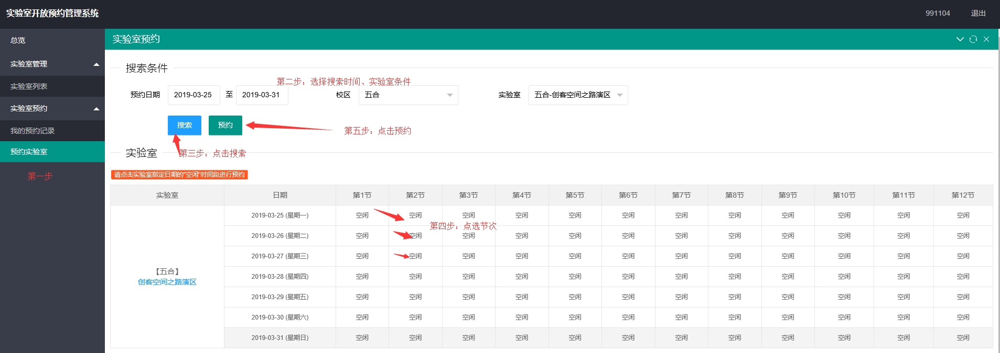 实验室开放预约管理系统
991104 退出
总览
实验室管理
实验室列表
实验室预约
我的预约记录
预约实验室
第一步
实验室预约
搜索条件
第二步：选择搜索时间、实验室条件
预约日期 2019-03-25 至 2019-03-31 校区 五合 实验室 五合-创客空间之路演区
搜索 预约
第五步：点击预约
第三步：点击搜索
实验室
请点击实验室指定日期的"空闲"时间段进行预约
实验室 日期 第1节 第2节 第3节 第4节 第5节 第6节 第7节 第8节 第9节 第10节 第11节 第12节
2019-03-25 (星期一) 空闲 空闲 空闲 空闲 空闲 空闲 空闲 空闲 空闲 空闲 空闲 空闲
第四步：点选节次
2019-03-26 (星期二) 空闲 空闲 空闲 空闲 空闲 空闲 空闲 空闲 空闲 空闲 空闲 空闲
2019-03-27 (星期三) 空闲 空闲 空闲 空闲 空闲 空闲 空闲 空闲 空闲 空闲 空闲 空闲
【五合】
创客空间之路演区
2019-03-28 (星期四) 空闲 空闲 空闲 空闲 空闲 空闲 空闲 空闲 空闲 空闲 空闲 空闲
2019-03-29 (星期五) 空闲 空闲 空闲 空闲 空闲 空闲 空闲 空闲 空闲 空闲 空闲 空闲
2019-03-30 (星期六) 空闲 空闲 空闲 空闲 空闲 空闲 空闲 空闲 空闲 空闲 空闲 空闲
2019-03-31 (星期日) 空闲 空闲 空闲 空闲 空闲 空闲 空闲 空闲 空闲 空闲 空闲 空闲